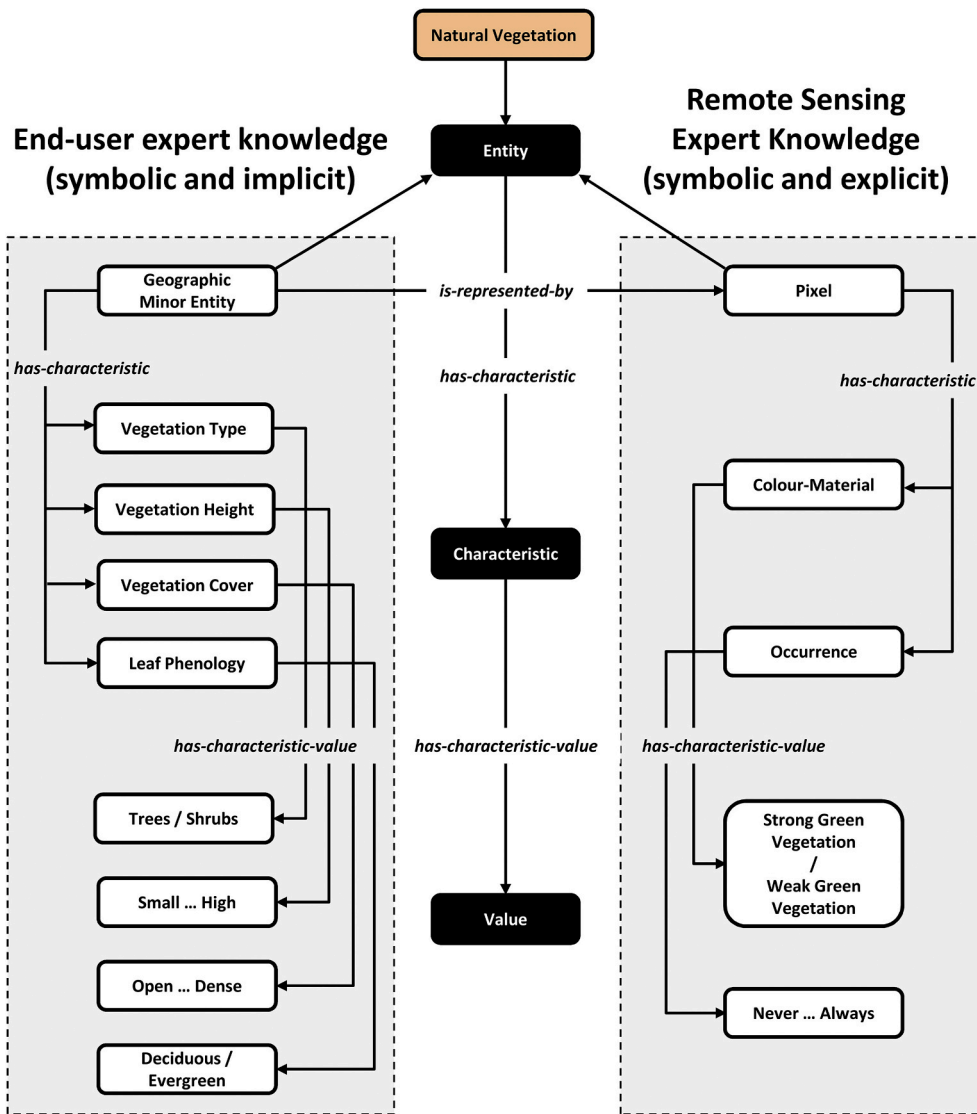 Natural Vegetation
End-user expert knowledge
(symbolic and implicit)
Entity
Remote Sensing
Expert Knowledge
(symbolic and explicit)
Geographic
Minor Entity
is-represented-by
Pixel
has-characteristic
has-characteristic
has-characteristic
Vegetation Type
Vegetation Height
Vegetation Cover
Leaf Phenology
Characteristic
Colour-Material
Occurrence
has-characteristic-value
has-characteristic-value
has-characteristic-value
Trees / Shrubs
Small ... High
Open ... Dense
Deciduous /
Evergreen
Value
Strong Green
Vegetation
/
Weak Green
Vegetation
Never ... Always